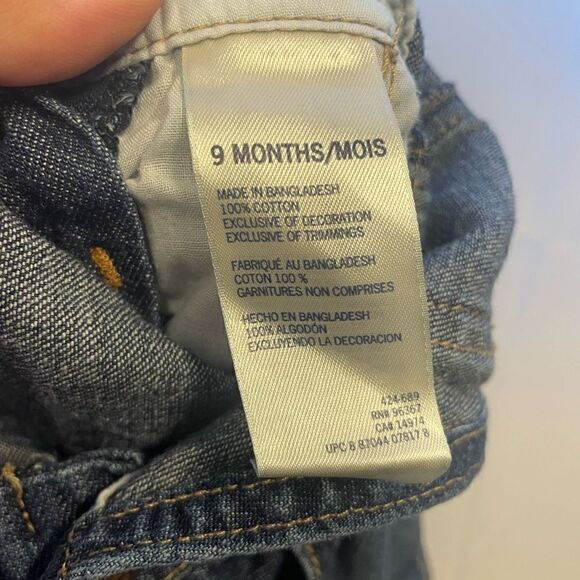 9 MONTHS/MOIS
MADE IN BANGLADESH
100% COTTON
EXCLUSIVE OF DECORATION
EXCLUSIVE OF TRIMMINGS
FABRIQUÉ AU BANGLADESH
COTON 100 %
GARNITURES NON COMPRISES
HECHO EN BANGLADESH
100% ALGODÓN
EXCLUYENDO LA DECORACION
424-689
RN# 96367
CA# 14974
UPC 8 87044 07817 8